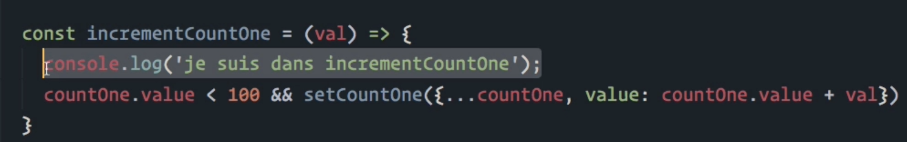 const incrementCountOne = (val) => {
console.log('je suis dans incrementCountOne');
countOne.value < 100 && setCountOne({...countOne, value: countOne.value + val})
}